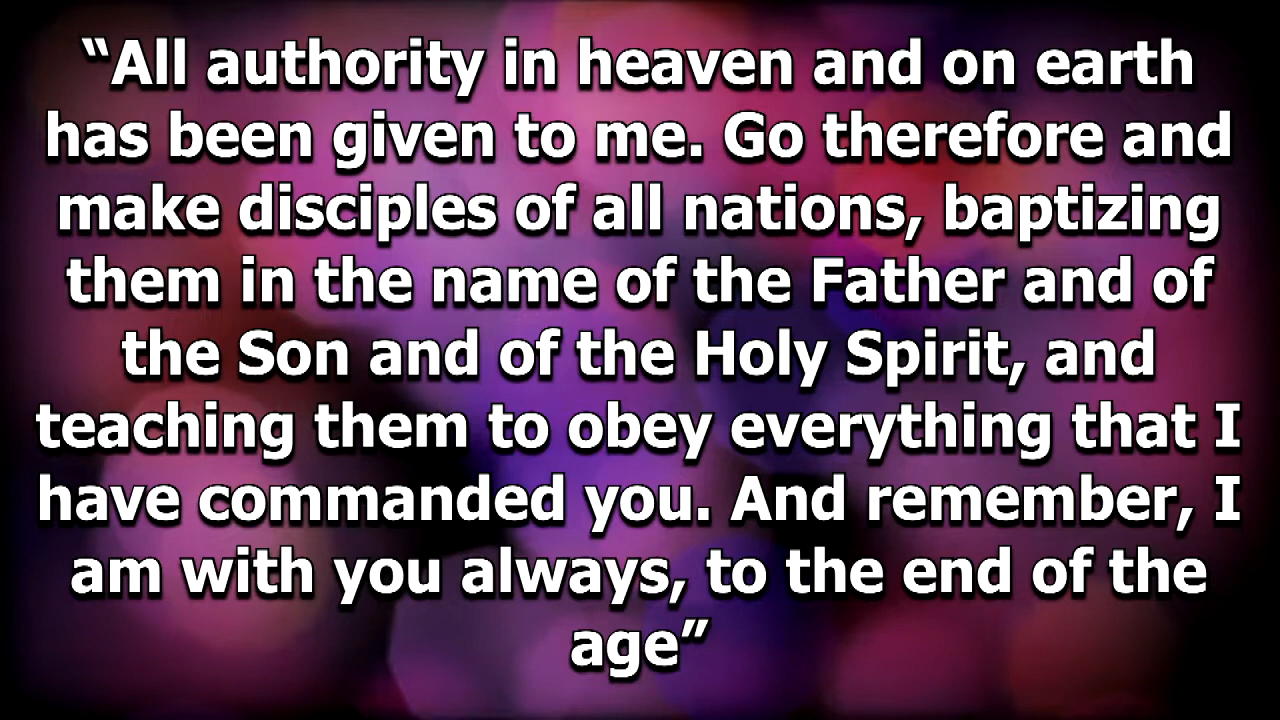 “All authority in heaven and on earth
has been given to me. Go therefore and
make disciples of all nations, baptizing
them in the name of the Father and of
the Son and of the Holy Spirit, and
teaching them to obey everything that I
have commanded you. And remember, I
am with you always, to the end of the
age”